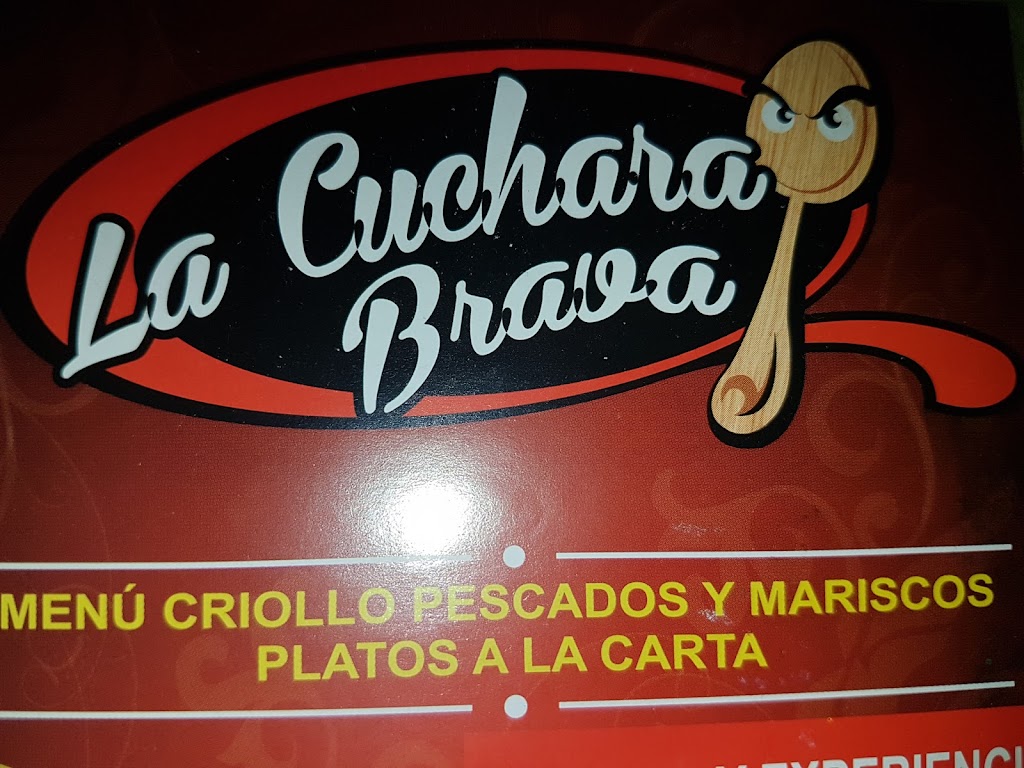 La Cuchara
Brava
MENÚ CRIOLLO PESCADOS Y MARISCOS
PLATOS A LA CARTA
Y